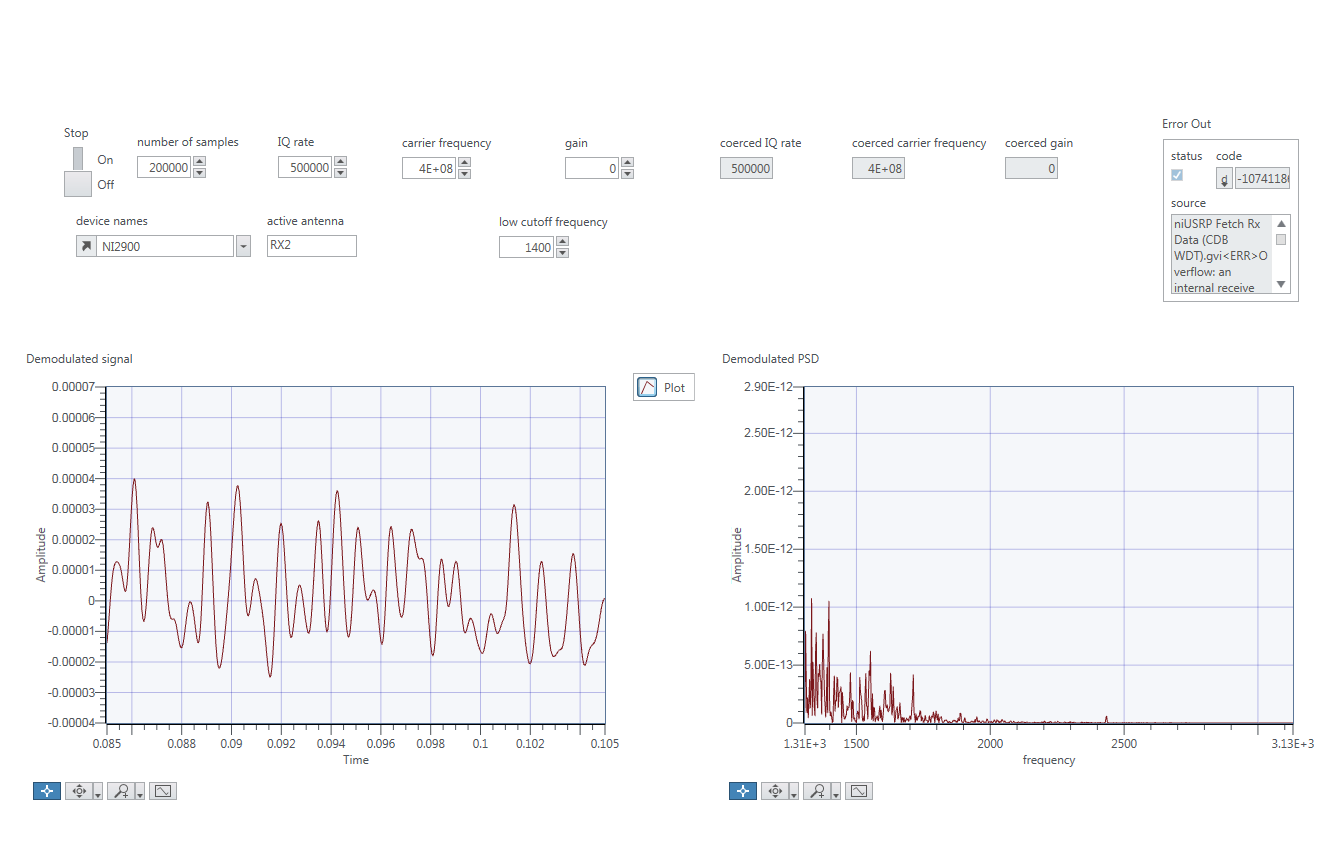 Stop
number of samples
IQ rate
carrier frequency
gain
coerced IQ rate
coerced carrier frequency
coerced gain
Error Out
On
Off
200000
500000
4E+08
0
500000
4E+08
0
status
code
d
-10741186
source
niUSRP Fetch Rx
Data (CDB
WDT).gvi<ERR>O
verflow: an
internal receive
device names
active antenna
low cutoff frequency
NI2900
RX2
1400
Demodulated signal
Plot
0.00007
0.00006
0.00005
0.00004
0.00003
0.00002
0.00001
0
-0.00001
-0.00002
-0.00003
-0.00004
Amplitude
0.085
0.088
0.09
0.092
0.094
0.096
0.098
0.1
0.102
0.105
Time
Demodulated PSD
2.90E-12
2.50E-12
2.00E-12
1.50E-12
1.00E-12
5.00E-13
0
Amplitude
1.31E+3
1500
2000
2500
3.13E+3
frequency